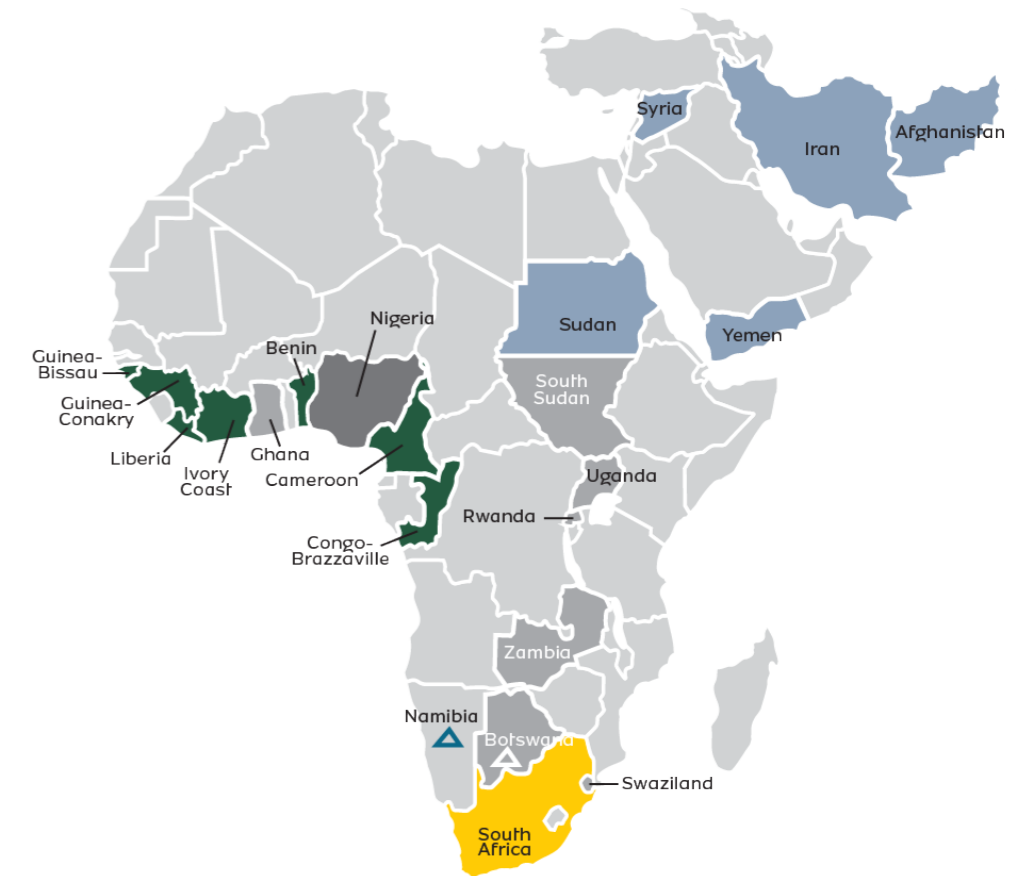 Syria
Afghanistan
Iran
Sudan
Yemen
Nigeria
Benin
Guinea-
Bissau
Guinea-
Conakry
Liberia
Ivory
Coast
Ghana
Cameroon
South
Sudan
Uganda
Rwanda
Congo-
Brazzaville
Zambia
Namibia
Botswana
Swaziland
South
Africa